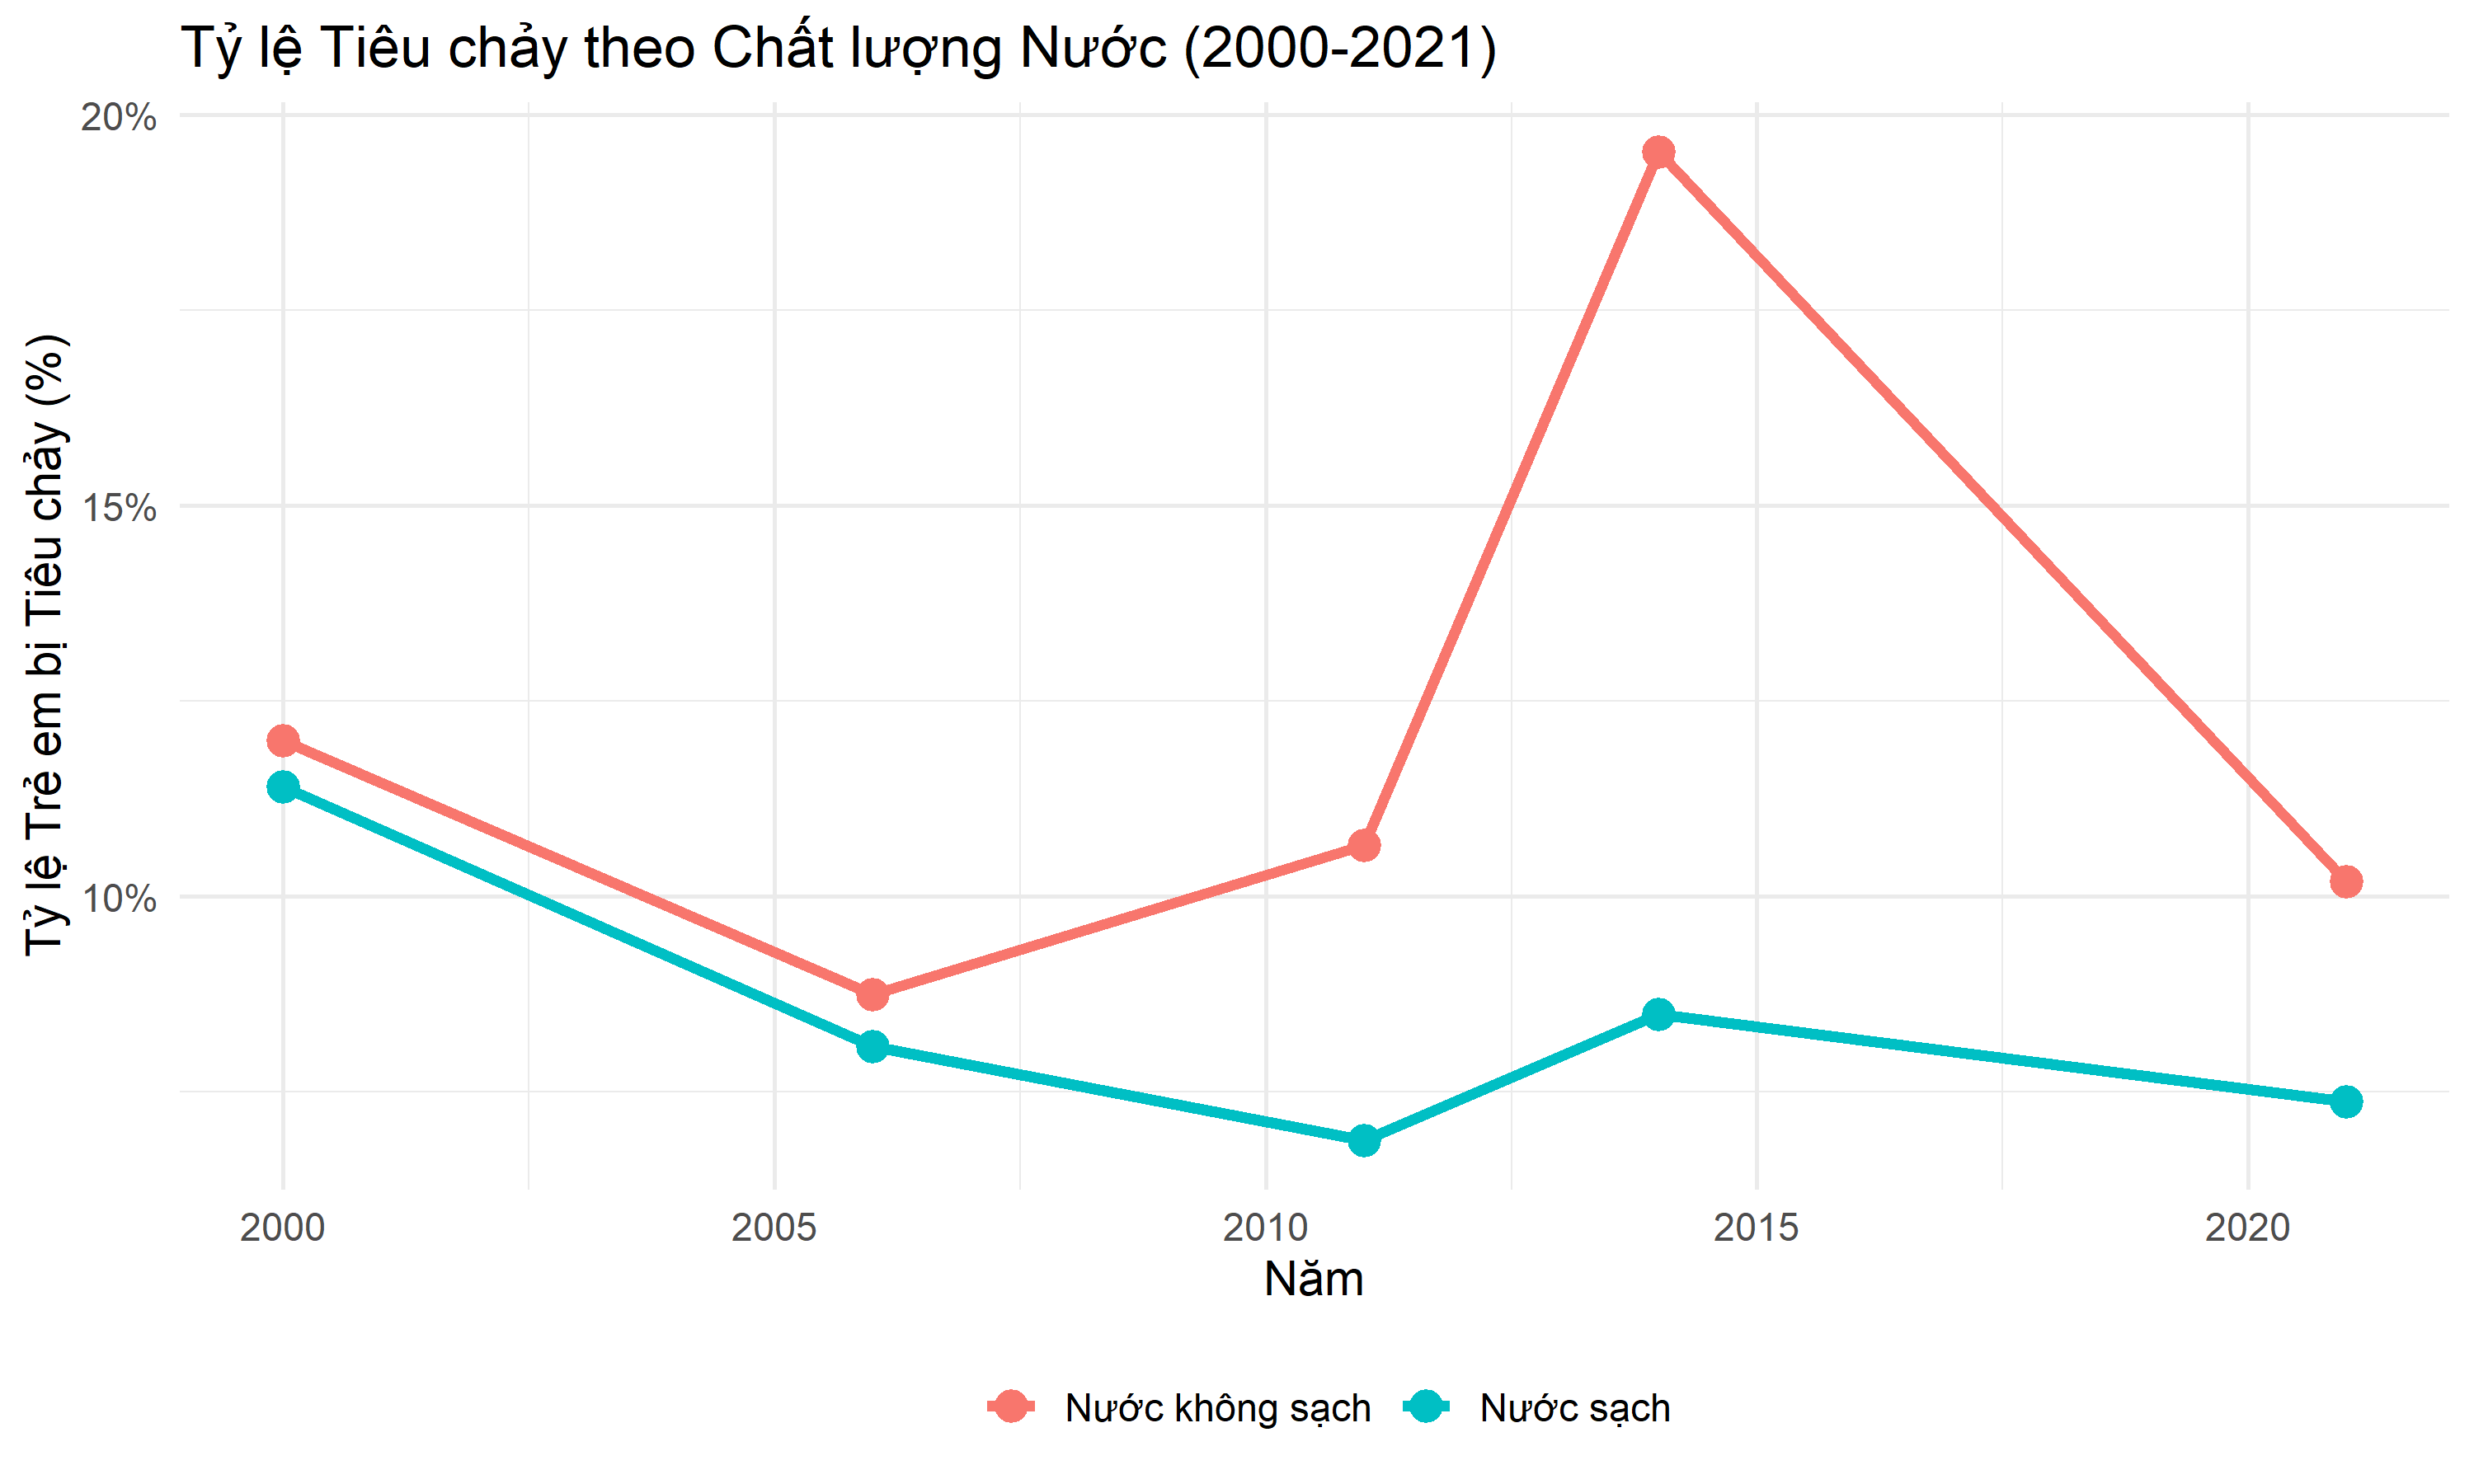 Tỷ lệ Tiêu chảy theo Chất lượng Nước (2000-2021)
Tỷ lệ Trẻ em bị Tiêu chảy (%)
20%
15%
10%
2000 2005 2010 2015 2020
Năm
Nước không sạch Nước sạch